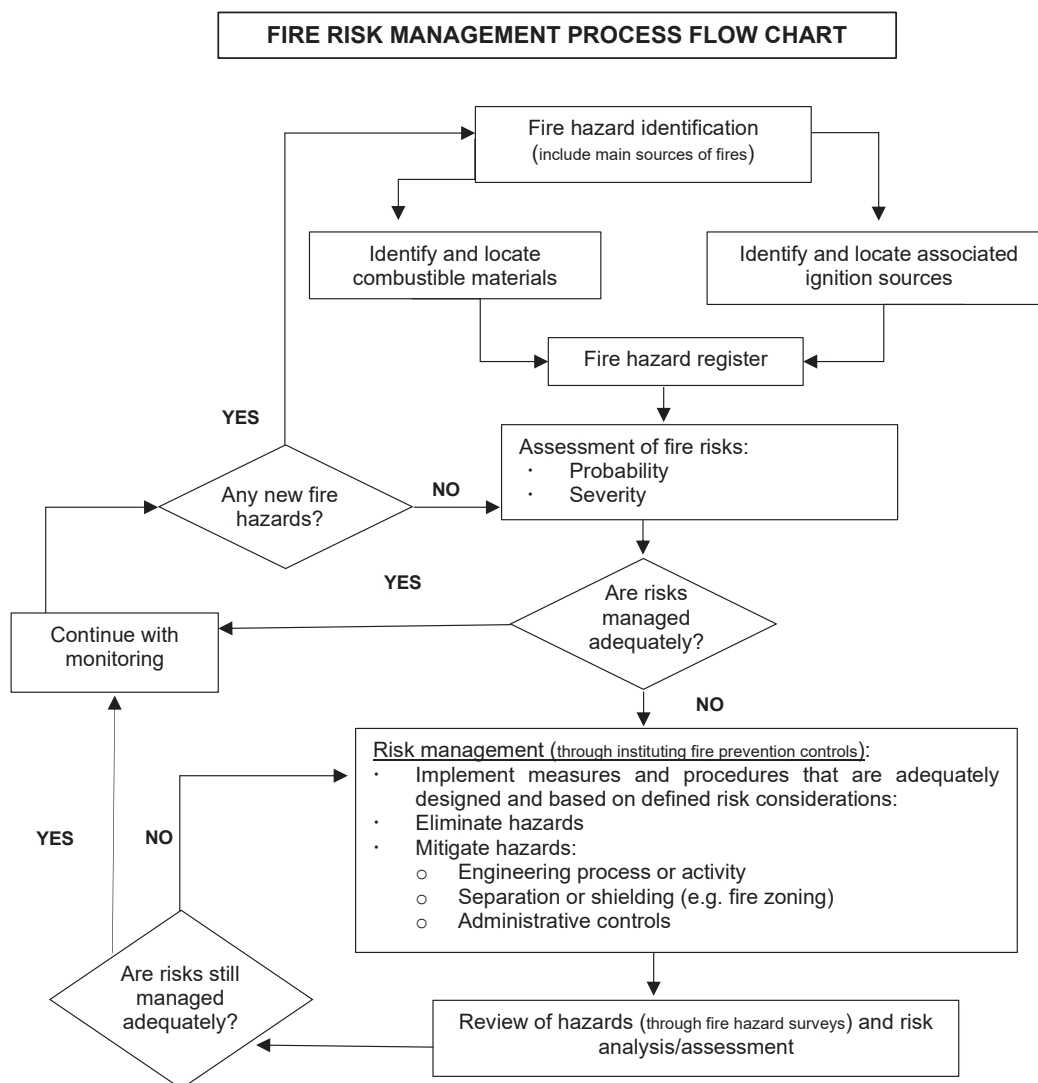 FIRE RISK MANAGEMENT PROCESS FLOW CHART
Fire hazard identification
(include main sources of fires)
Identify and locate
combustible materials
Identify and locate associated
ignition sources
Fire hazard register
YES
Assessment of fire risks:
· Probability
· Severity
Any new fire
hazards?
NO
YES
Are risks
managed
adequately?
Continue with
monitoring
NO
Risk management (through instituting fire prevention controls):
· Implement measures and procedures that are adequately
designed and based on defined risk considerations:
· Eliminate hazards
· Mitigate hazards:
o Engineering process or activity
o Separation or shielding (e.g. fire zoning)
o Administrative controls
YES
NO
Are risks still
managed
adequately?
Review of hazards (through fire hazard surveys) and risk
analysis/assessment